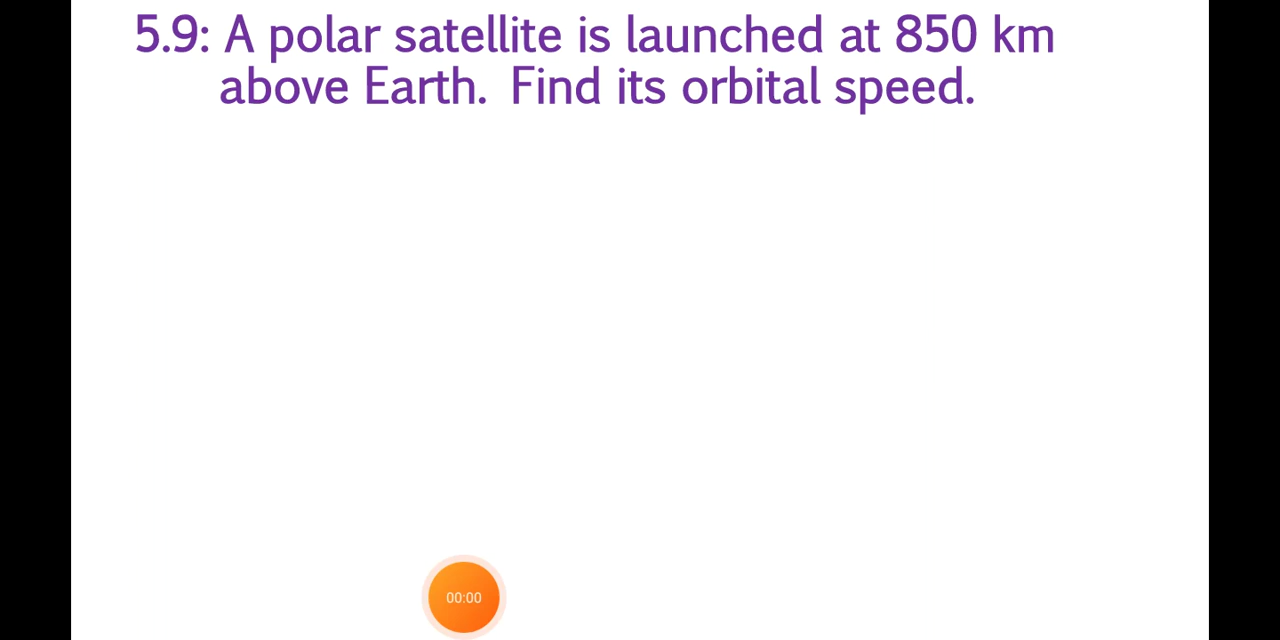 5.9: A polar satellite is launched at 850 km
above Earth. Find its orbital speed.
00:00